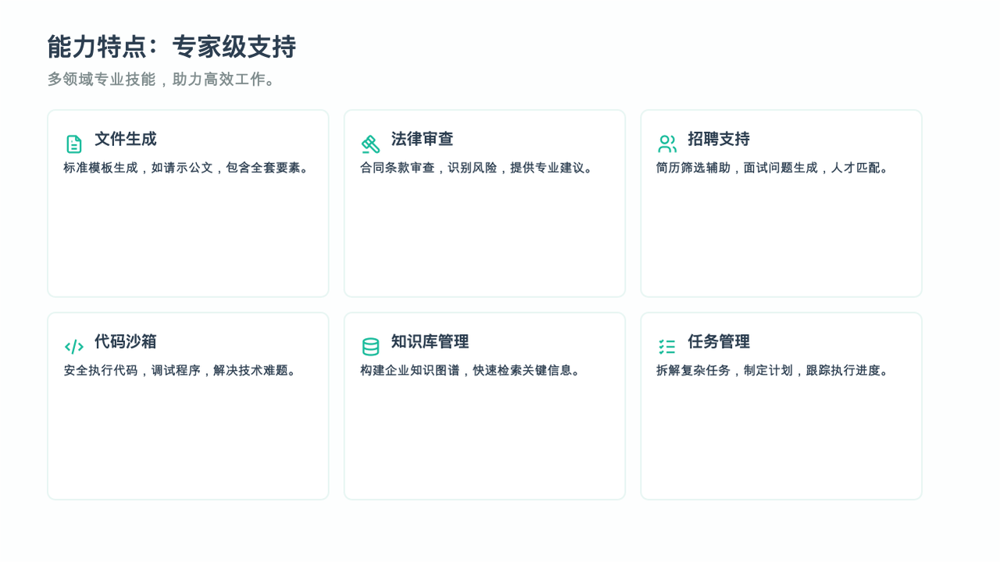 能力特点：专家级支持
多领域专业技能，助力高效工作。
文件生成
标准模板生成，如请示公文，包含全套要素。
法律审查
合同条款审查，识别风险，提供专业建议。
招聘支持
简历筛选辅助，面试问题生成，人才匹配。
代码沙箱
安全执行代码，调试程序，解决技术难题。
知识库管理
构建企业知识图谱，快速检索关键信息。
任务管理
拆解复杂任务，制定计划，跟踪执行进度。